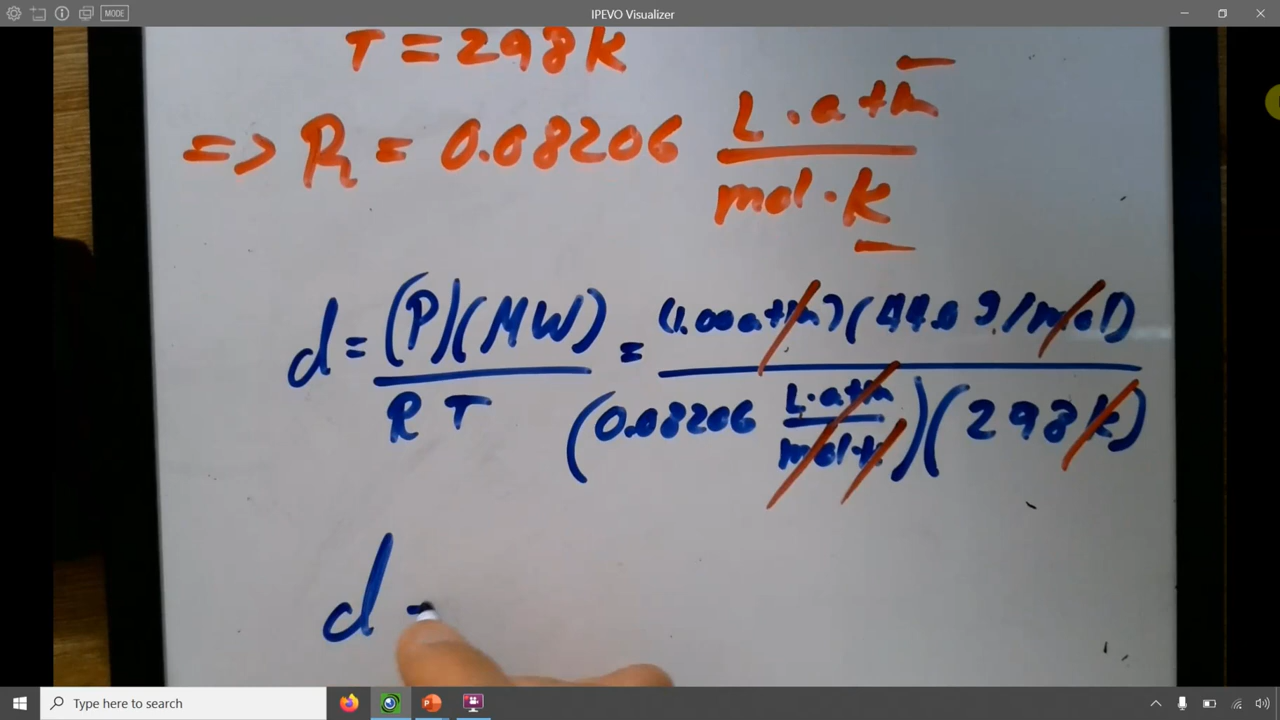 MODE IPEVO Visualizer
T = 298 K
=> R = 0.08206 L·atm / mol·K
d = (P)(MW) / R T = (1.00 atm)(44.0 g/mol) / (0.08206 L·atm / mol·K)(298 K)
d -
Type here to search